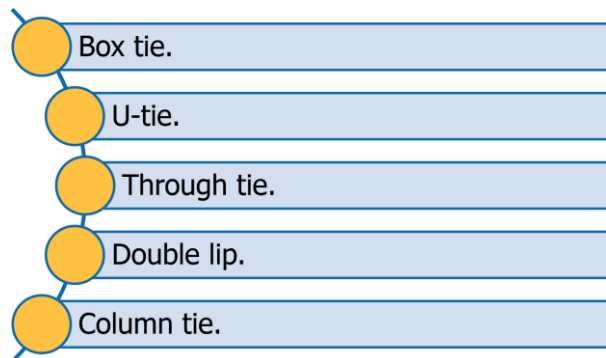 Box tie.
U-tie.
Through tie.
Double lip.
Column tie.